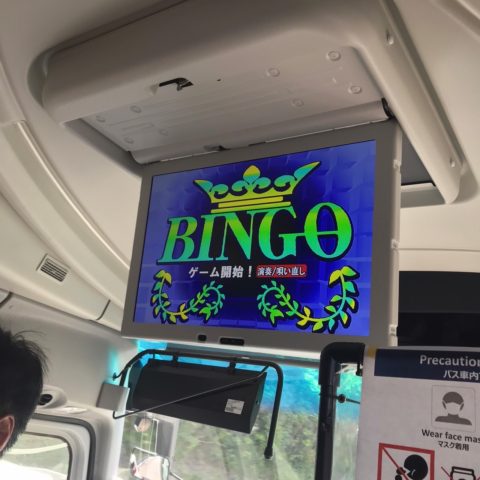 BINGO
ゲーム開始！ 演奏/唄い直し
Precaution
バス車内
Wear face mas
マスク着用